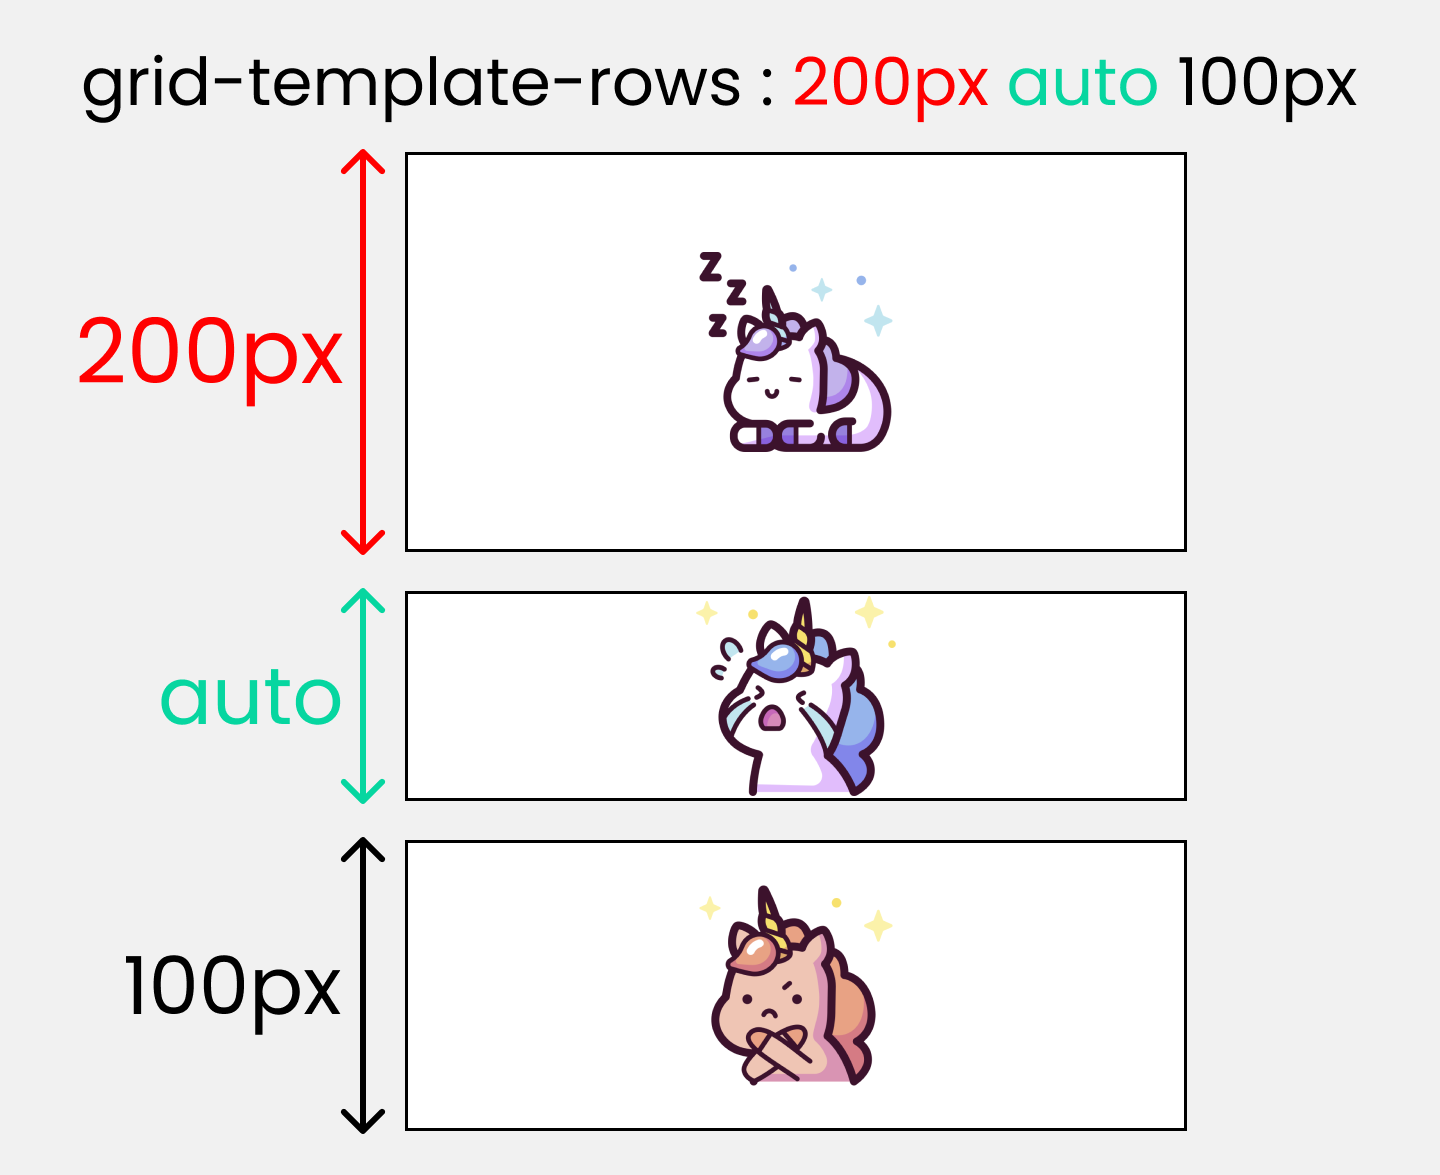 grid-template-rows : 200px auto 100px
z
z
z
200px
auto
100px